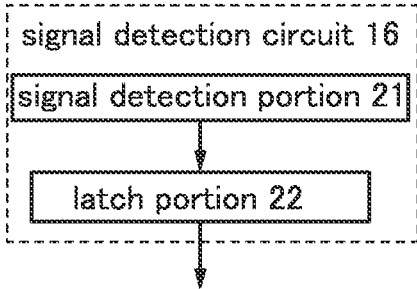 signal detection circuit 16
signal detection portion 21
latch portion 22